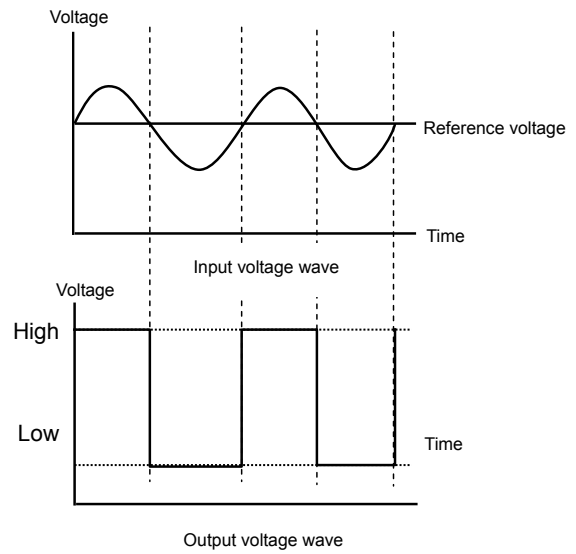 Voltage
Reference voltage
Time
Input voltage wave
Voltage
High
Low
Time
Output voltage wave